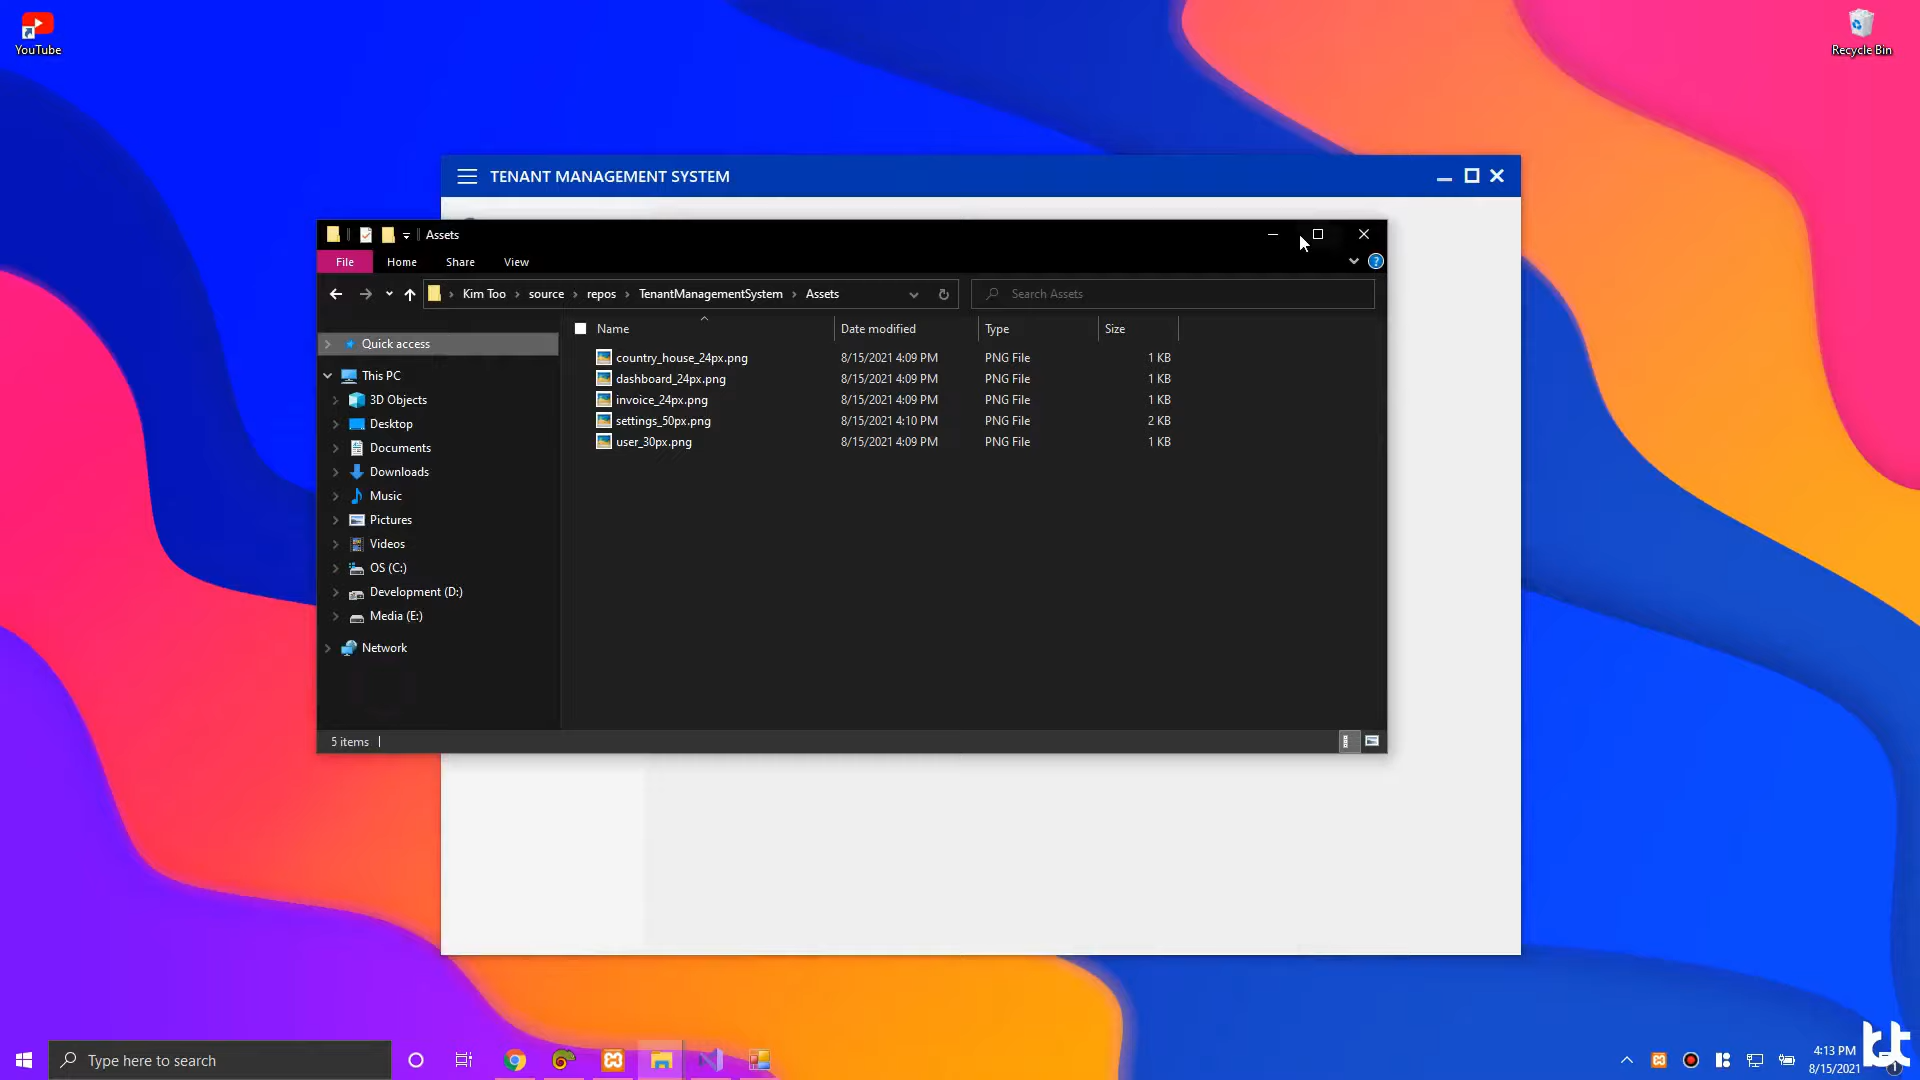 YouTube
Recycle Bin
TENANT MANAGEMENT SYSTEM
Assets
File Home Share View
Kim Too source repos TenantManagementSystem Assets
Search Assets
Name Date modified Type Size
Quick access
This PC
3D Objects
Desktop
Documents
Downloads
Music
Pictures
Videos
OS (C:)
Development (D:)
Media (E:)
Network
country_house_24px.png 8/15/2021 4:09 PM PNG File 1 KB
dashboard_24px.png 8/15/2021 4:09 PM PNG File 1 KB
invoice_24px.png 8/15/2021 4:09 PM PNG File 1 KB
settings_50px.png 8/15/2021 4:10 PM PNG File 2 KB
user_30px.png 8/15/2021 4:09 PM PNG File 1 KB
5 items
Type here to search
4:13 PM
8/15/2021